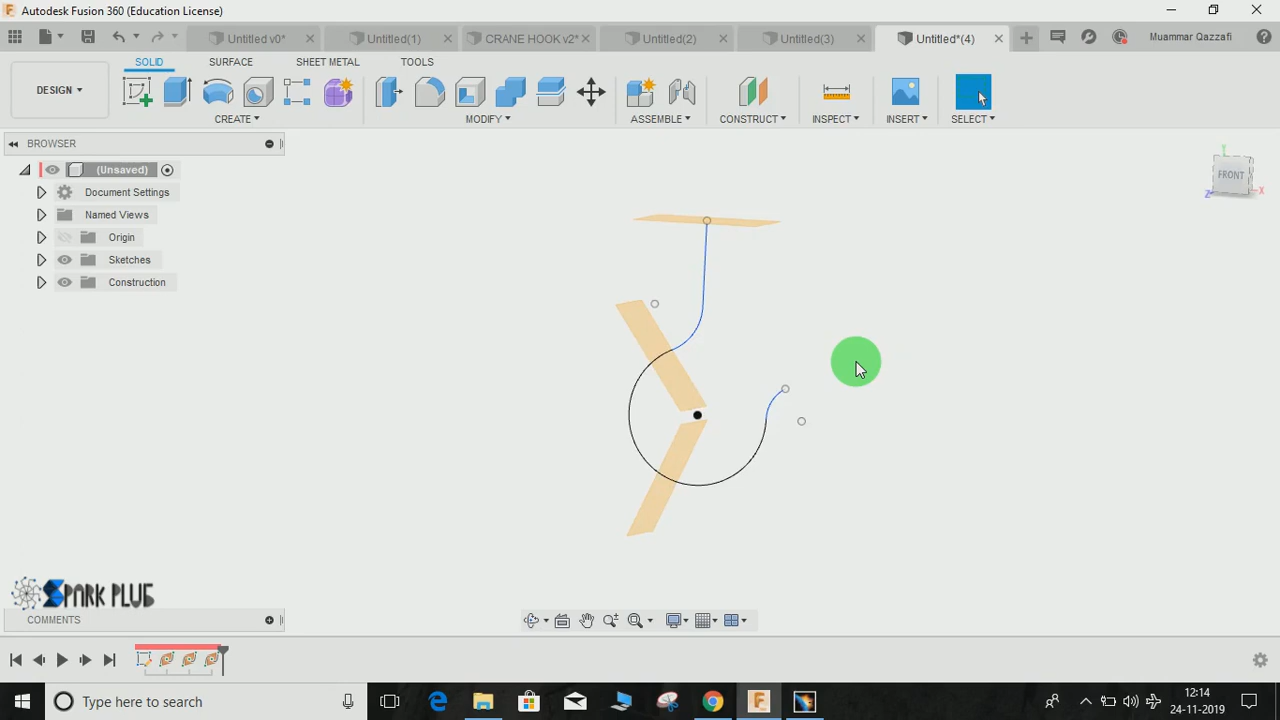 Autodesk Fusion 360 (Education License)
Untitled v0*
Untitled(1)
CRANE HOOK v2*
Untitled(2)
Untitled(3)
Untitled*(4)
Muammar Qazzafi
SOLID
SURFACE
SHEET METAL
TOOLS
DESIGN
CREATE
MODIFY
ASSEMBLE
CONSTRUCT
INSPECT
INSERT
SELECT
BROWSER
(Unsaved)
Document Settings
Named Views
Origin
Sketches
Construction
Y
FRONT
Z
X
SPARK PLUG
COMMENTS
Type here to search
12:14
24-11-2019